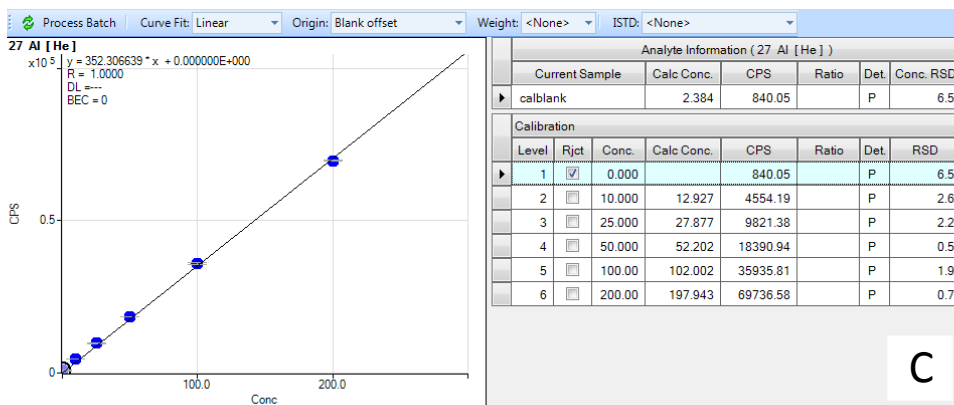 Process Batch Curve Fit: Linear Origin: Blank offset Weight: <None> ISTD: <None>
27 Al [He]
x10 5
y = 352.306639 * x + 0.000000E+000
R = 1.0000
DL =---
BEC = 0
CPS
0.5
0
100.0 200.0
Conc
Analyte Information ( 27 Al [He] )
Current Sample Calc Conc. CPS Ratio Det. Conc. RSD
calblank 2.384 840.05 P 6.5
Calibration
Level Rjct Conc. Calc Conc. CPS Ratio Det. RSD
1 0.000 840.05 P 6.5
2 10.000 12.927 4554.19 P 2.6
3 25.000 27.877 9821.38 P 2.2
4 50.000 52.202 18390.94 P 0.5
5 100.00 102.002 35935.81 P 1.9
6 200.00 197.943 69736.58 P 0.7
C